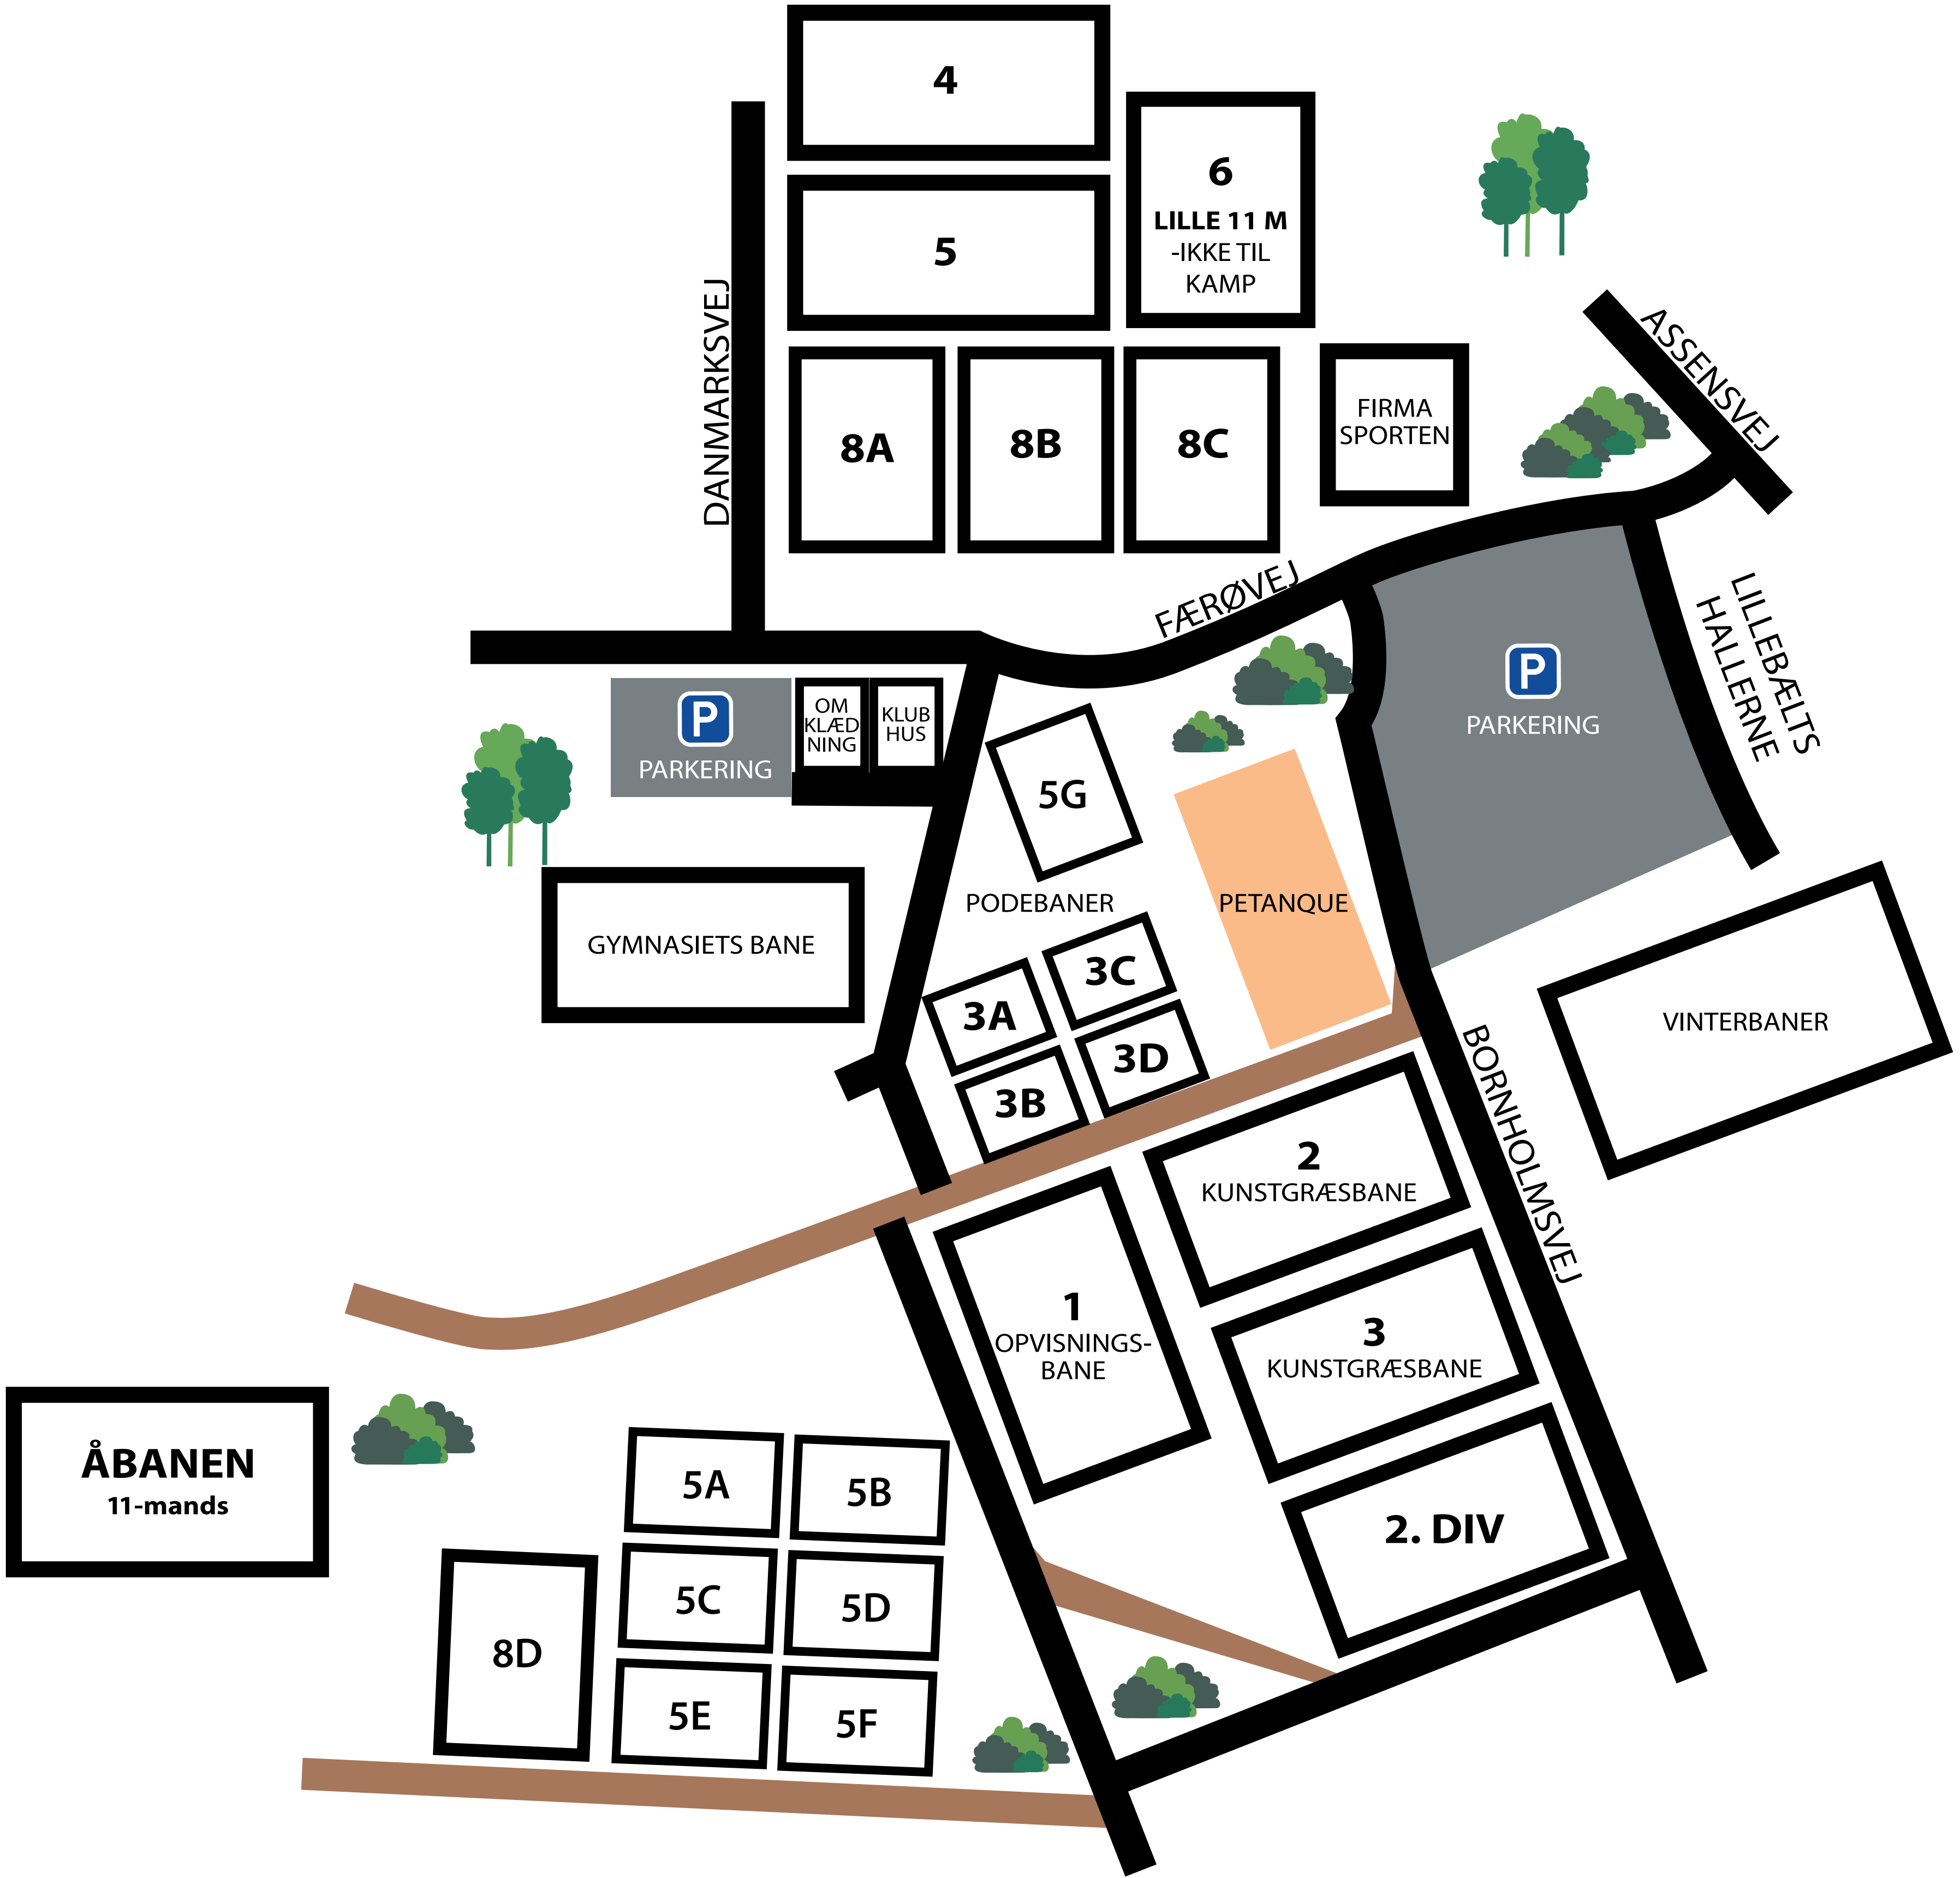 4
6
LILLE 11 M
-IKKE TIL
KAMP
5
DANMARKSVEJ
8A
8B
8C
FIRMA
SPORTEN
ASSENSVEJ
FÆRØVEJ
LILLEBÆLTS
HALLERNE
P
PARKERING
OM
KLÆD
NING
KLUB
HUS
P
PARKERING
5G
PODEBANER
PETANQUE
GYMNASIETS BANE
3A
3C
3B
3D
VINTERBANER
BORNHOLMSVEJ
2
KUNSTGRÆSBANE
1
OPVISNINGS-
BANE
3
KUNSTGRÆSBANE
2. DIV
ÅBANEN
11-mands
5A
5B
5C
5D
8D
5E
5F